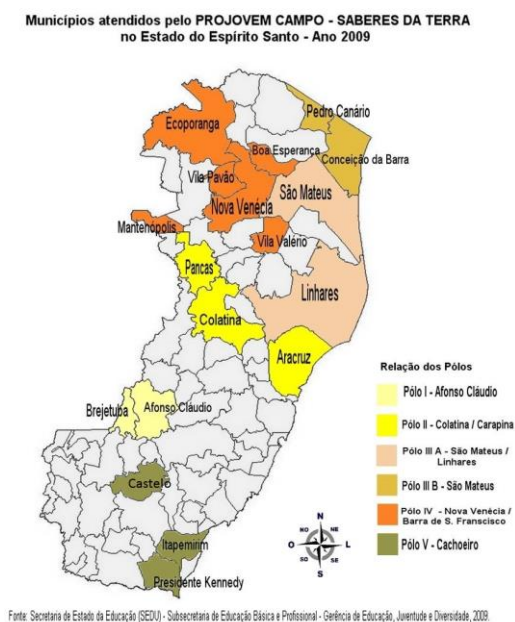 Municípios atendidos pelo PROJOVEM CAMPO - SABERES DA TERRA
no Estado do Espírito Santo - Ano 2009
Pedro Canário
Ecoporanga
Boa Esperança
Conceição da Barra
Vila Pavão
São Mateus
Nova Venécia
Mantenópolis
Vila Valério
Pancas
Linhares
Colatina
Aracruz
Brejetuba
Afonso Cláudio
Castelo
Itapemirim
Presidente Kennedy
Relação dos Pólos
Pólo I - Afonso Cláudio
Pólo II - Colatina / Carapina
Pólo III A - São Mateus /
Linhares
Pólo III B - São Mateus
Pólo IV - Nova Venécia /
Barra de S. Franscisco
Pólo V - Cachoeiro
N
NO
NE
O
L
SO
SE
S
Fonte: Secretaria de Estado da Educação (SEDU) - Subsecretaria de Educação Básica e Profissional - Gerência de Educação, Juventude e Diversidade, 2009.